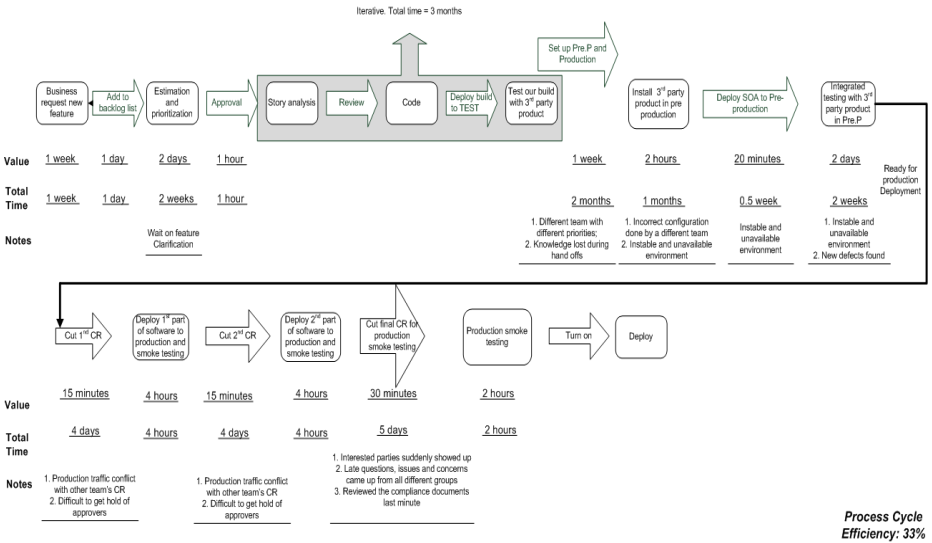 Iterative. Total time = 3 months
Set up Pre.P and
Production
Business
request new
feature
Add to
backlog list
Estimation
and
prioritization
Approval
Story analysis
Review
Code
Deploy build
to TEST
Test our build
with 3rd party
product
Install 3rd party
product in pre
production
Deploy SOA to Pre-
production
Integrated
testing with 3rd
party product
in Pre.P
Value 1 week 1 day 2 days 1 hour 1 week 2 hours 20 minutes 2 days
Ready for
production
Deployment
Total
Time
1 week 1 day 2 weeks 1 hour 2 months 1 months 0.5 week 2 weeks
Notes
Wait on feature
Clarification
1. Different team with
different priorities;
2. Knowledge lost during
hand offs
1. Incorrect configuration
done by a different team
2. Instable and unavailable
environment
Instable and
unavailable
environment
1. Instable and
unavailable
environment
2. New defects found
Cut 1nd CR
Deploy 1st part
of software to
production and
smoke testing
Cut 2nd CR
Deploy 2nd part
of software to
production and
smoke testing
Cut final CR for
production
smoke testing
Production smoke
testing
Turn on
Deploy
Value 15 minutes 4 hours 15 minutes 4 hours 30 minutes 2 hours
Total
Time
4 days 4 hours 4 days 4 hours 5 days 2 hours
Notes
1. Production traffic conflict
with other team's CR
2. Difficult to get hold of
approvers
1. Production traffic conflict
with other team's CR
2. Difficult to get hold of
approvers
1. Interested parties suddenly showed up
2. Late questions, issues and concerns
came up from all different groups
3. Reviewed the compliance documents
last minute
Process Cycle
Efficiency: 33%